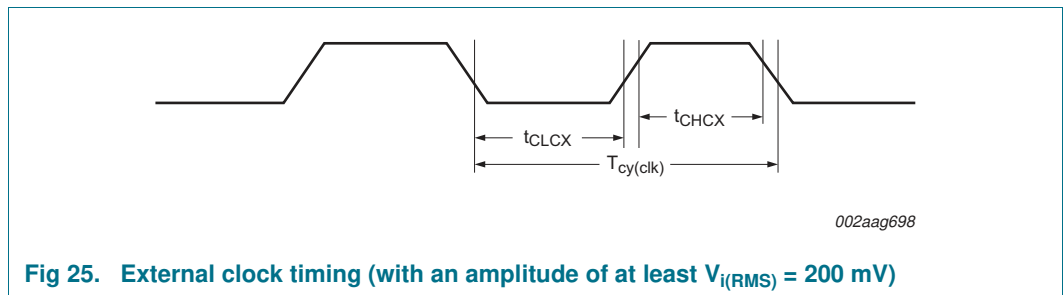 tCHCX
tCLCX
Tcy(clk)
002aag698
Fig 25. External clock timing (with an amplitude of at least Vi(RMS) = 200 mV)